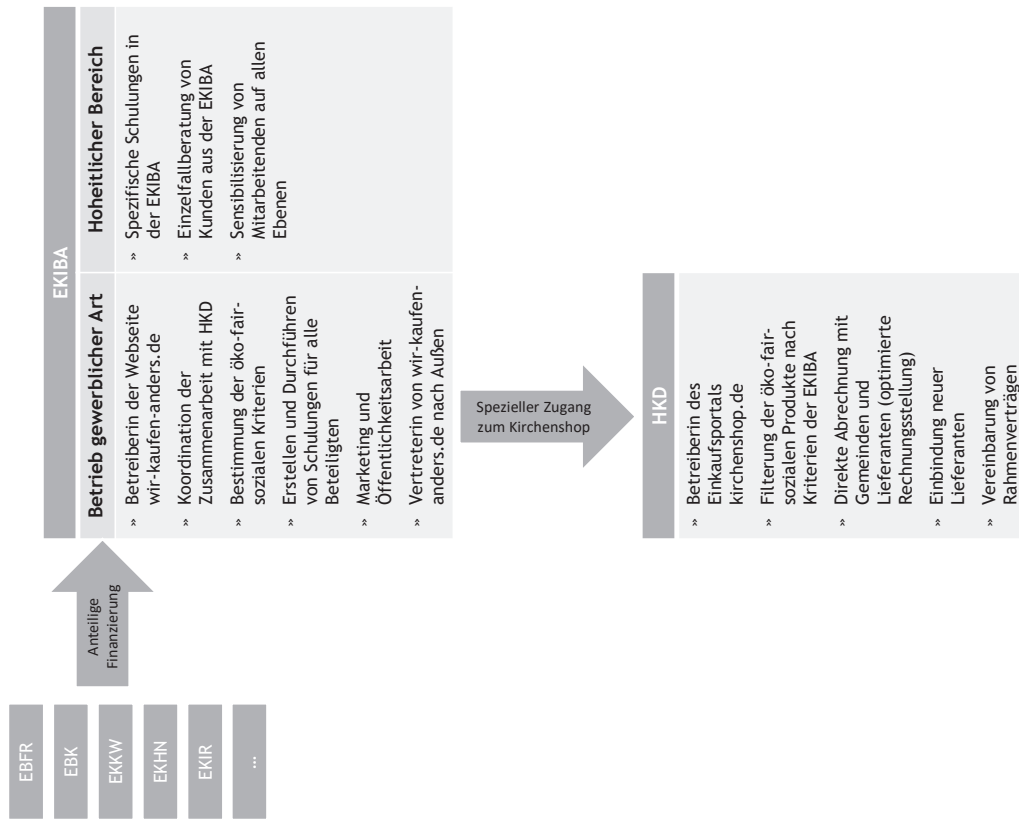 EBFR
EBK
EKKW
EKHN
EKIR
...
Anteilige
Finanzierung
EKIBA
Betrieb gewerblicher Art
» Betreiberin der Webseite
wir-kaufen-anders.de
» Koordination der
Zusammenarbeit mit HKD
» Bestimmung der öko-fair-
sozialen Kriterien
» Erstellen und Durchführen
von Schulungen für alle
Beteiligten
» Marketing und
Öffentlichkeitsarbeit
» Vertreterin von wir-kaufen-
anders.de nach Außen
Hoheitlicher Bereich
» Spezifische Schulungen in
der EKIBA
» Einzelfallberatung von
Kunden aus der EKIBA
» Sensibilisierung von
Mitarbeitenden auf allen
Ebenen
Spezieller Zugang
zum Kirchenshop
HKD
» Betreiberin des
Einkaufsportals
kirchenshop.de
» Filterung der öko-fair-
sozialen Produkte nach
Kriterien der EKIBA
» Direkte Abrechnung mit
Gemeinden und
Lieferanten (optimierte
Rechnungsstellung)
» Einbindung neuer
Lieferanten
» Vereinbarung von
Rahmenverträgen